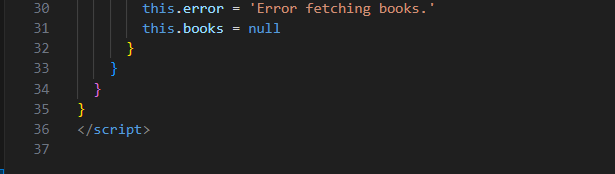 30 this.error = 'Error fetching books.'
31 this.books = null
32 }
33 }
34 }
35 }
36 </script>
37